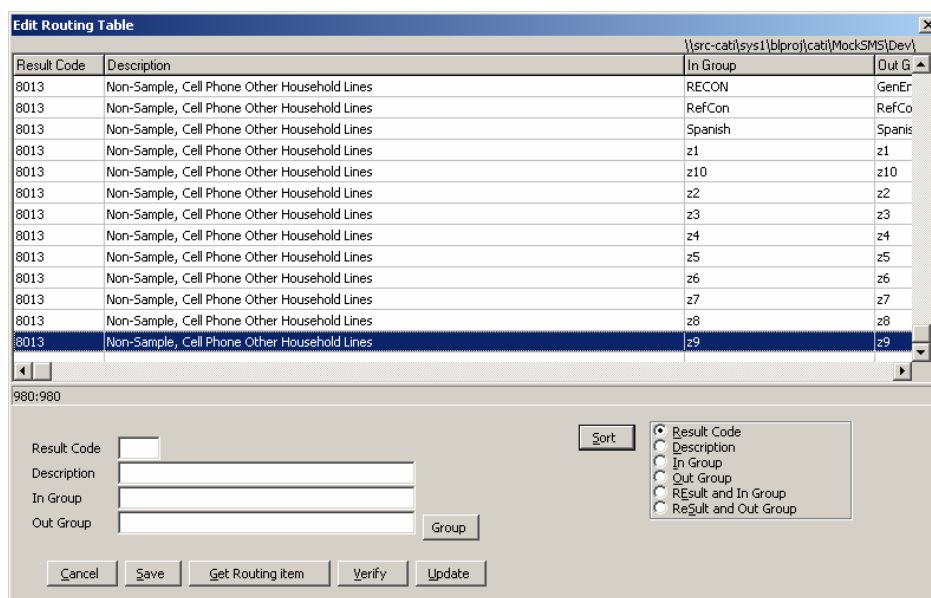 Edit Routing Table
\\src-cati\sys1\blproj\cati\MockSMS\Dev\
Result Code Description In Group Out G
8013 Non-Sample, Cell Phone Other Household Lines RECON GenEr
8013 Non-Sample, Cell Phone Other Household Lines RefCon RefCo
8013 Non-Sample, Cell Phone Other Household Lines Spanish Spanis
8013 Non-Sample, Cell Phone Other Household Lines z1 z1
8013 Non-Sample, Cell Phone Other Household Lines z10 z10
8013 Non-Sample, Cell Phone Other Household Lines z2 z2
8013 Non-Sample, Cell Phone Other Household Lines z3 z3
8013 Non-Sample, Cell Phone Other Household Lines z4 z4
8013 Non-Sample, Cell Phone Other Household Lines z5 z5
8013 Non-Sample, Cell Phone Other Household Lines z6 z6
8013 Non-Sample, Cell Phone Other Household Lines z7 z7
8013 Non-Sample, Cell Phone Other Household Lines z8 z8
8013 Non-Sample, Cell Phone Other Household Lines z9 z9
980:980
Result Code
Description
In Group
Out Group
Group
Sort
Result Code
Description
In Group
Out Group
REsult and In Group
ReSult and Out Group
Cancel Save Get Routing item Verify Update